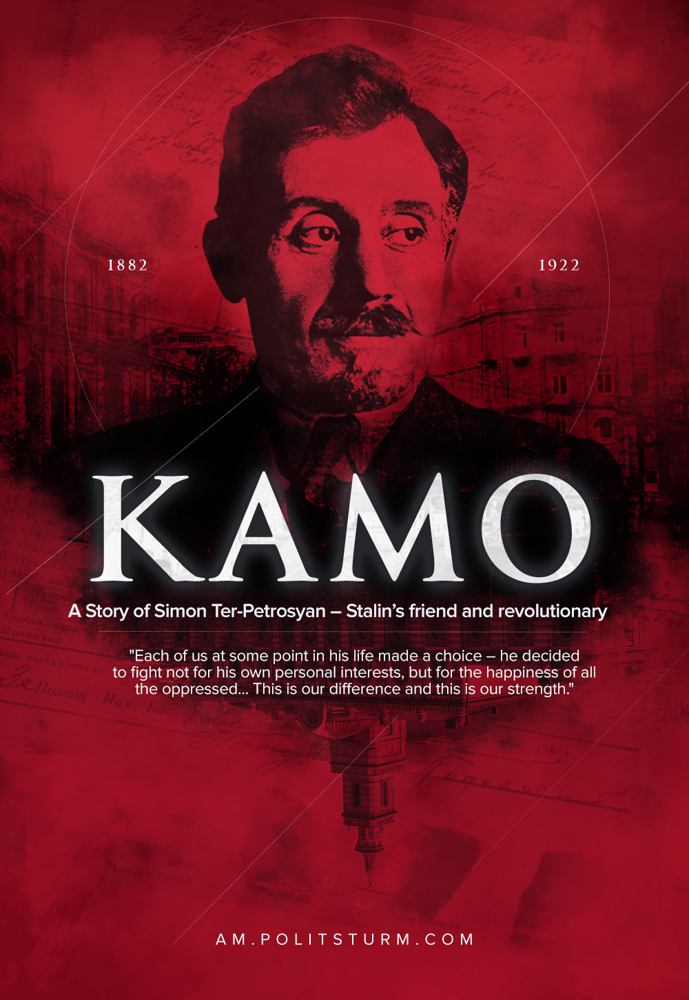 1882
1922
KAMO
A Story of Simon Ter-Petrosyan – Stalin's friend and revolutionary
"Each of us at some point in his life made a choice – he decided
to fight not for his own personal interests, but for the happiness of all
the oppressed... This is our difference and this is our strength."
AM.POLITSTURM.COM